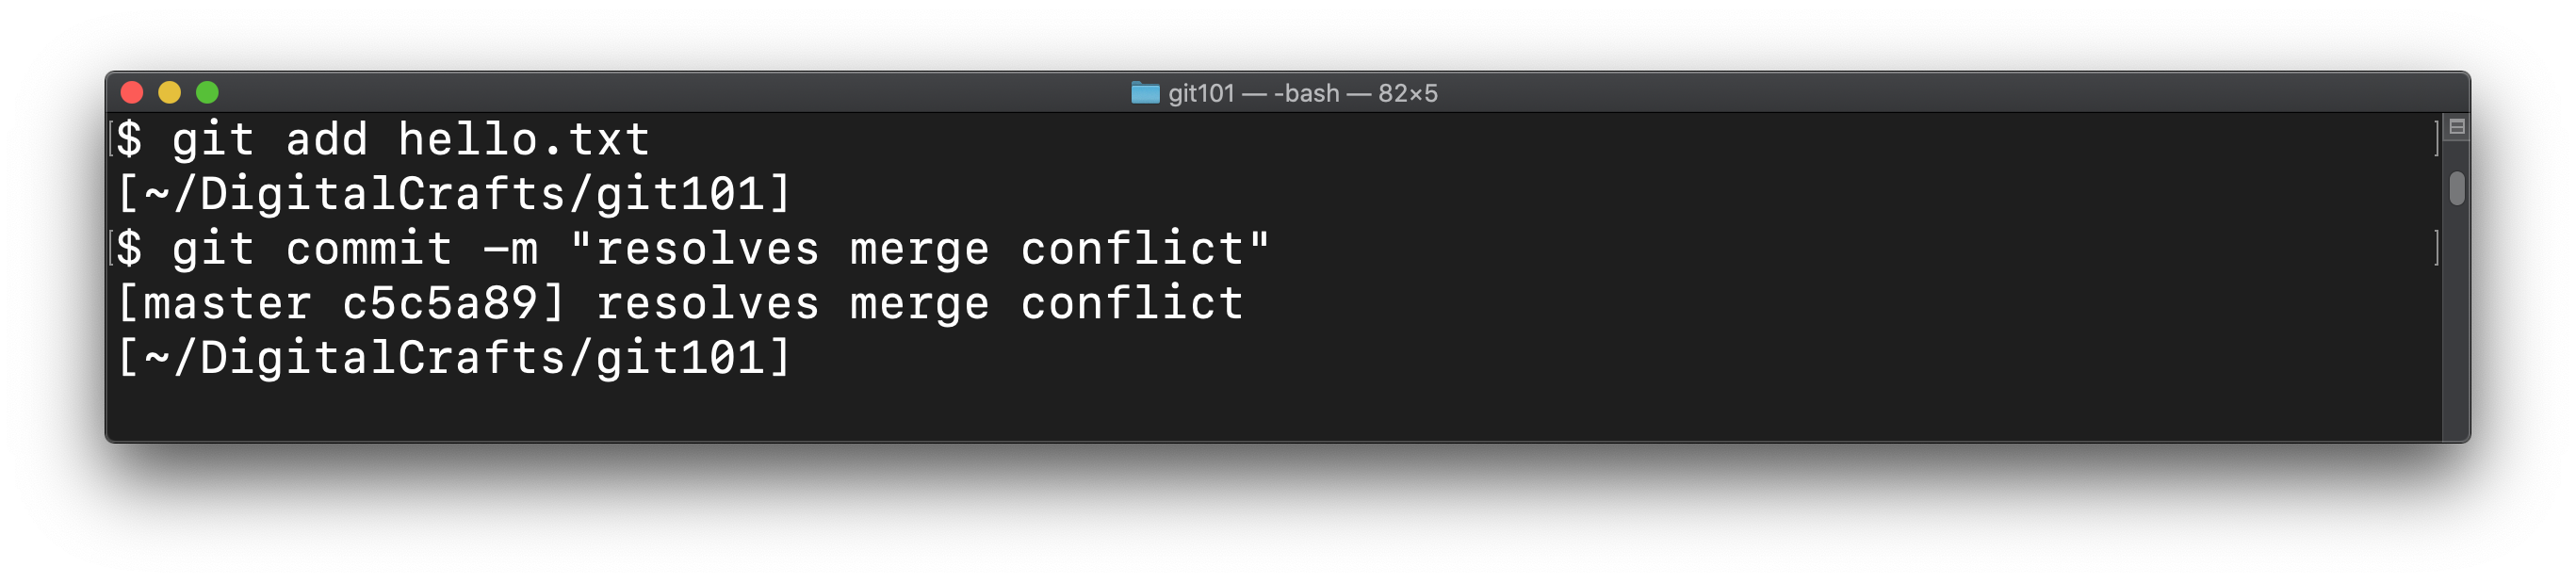 git101 — -bash — 82×5
$ git add hello.txt
[~/DigitalCrafts/git101]
$ git commit -m "resolves merge conflict"
[master c5c5a89] resolves merge conflict
[~/DigitalCrafts/git101]